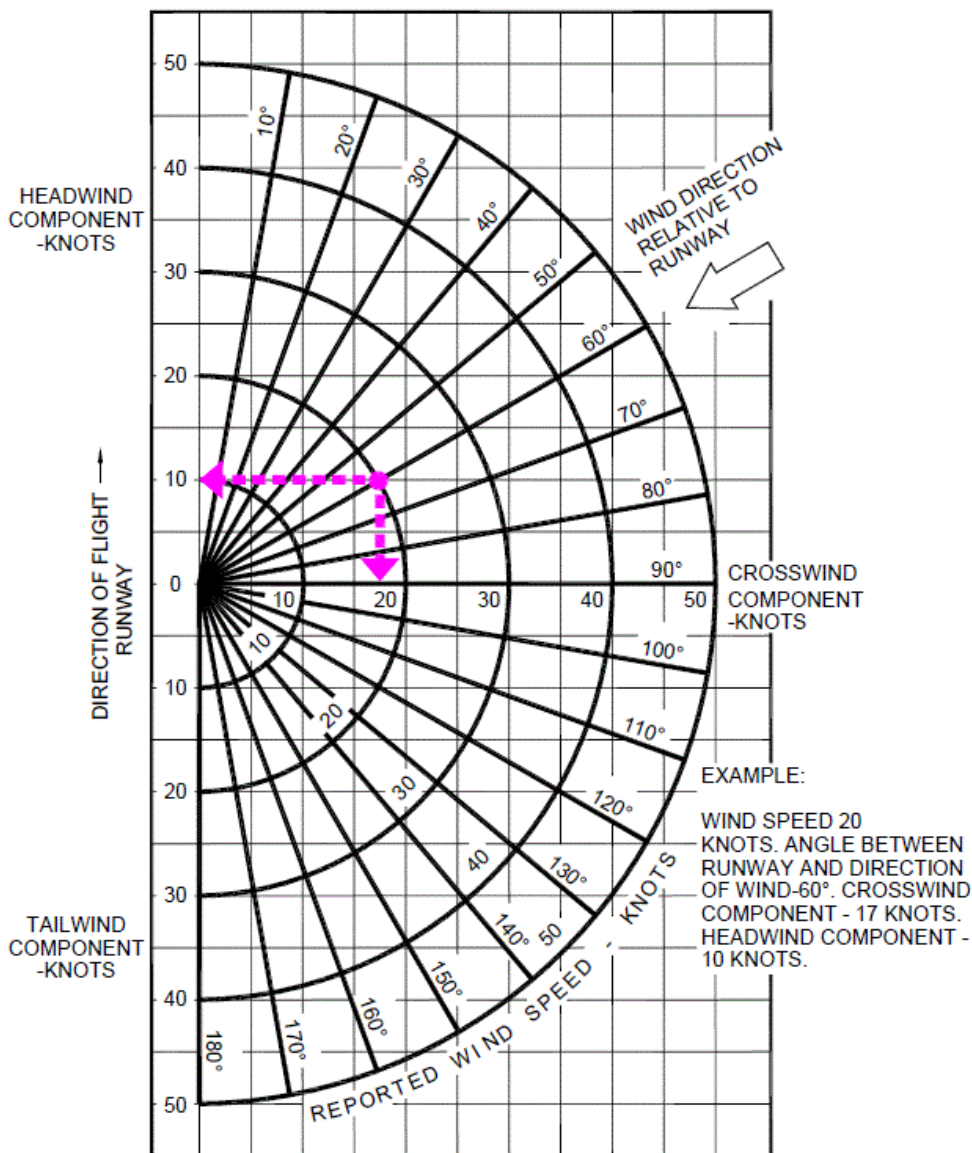 50
10°
20°
30°
40°
50°
60°
70°
80°
90°
WIND DIRECTION
RELATIVE TO
RUNWAY
40
HEADWIND
COMPONENT
-KNOTS
30
20
10
0
DIRECTION OF FLIGHT
RUNWAY
10
20
30
40
50
CROSSWIND
COMPONENT
-KNOTS
10
20
30
40
50
100°
110°
120°
130°
140°
150°
160°
170°
180°
10
20
30
40
50
TAILWIND
COMPONENT
-KNOTS
REPORTED WIND SPEED - KNOTS
EXAMPLE:
WIND SPEED 20
KNOTS. ANGLE BETWEEN
RUNWAY AND DIRECTION
OF WIND-60°. CROSSWIND
COMPONENT - 17 KNOTS.
HEADWIND COMPONENT -
10 KNOTS.